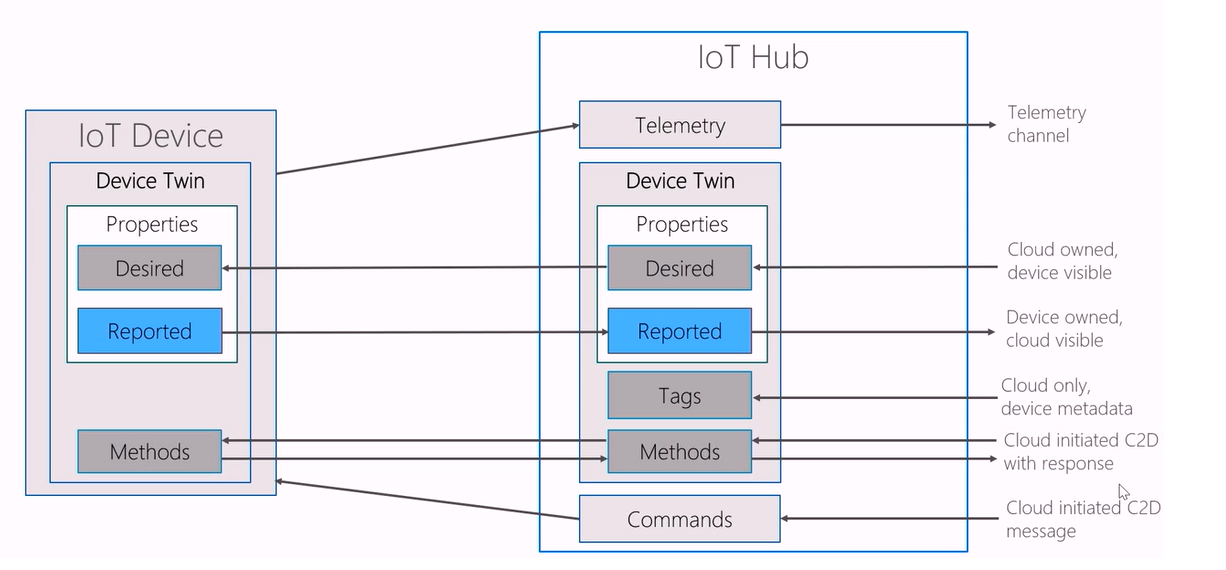 IoT Hub
IoT Device
Device Twin
Properties
Desired
Reported
Methods
Telemetry
Device Twin
Properties
Desired
Reported
Tags
Methods
Commands
Telemetry
channel
Cloud owned,
device visible
Device owned,
cloud visible
Cloud only,
device metadata
Cloud initiated C2D
with response
Cloud initiated C2D
message